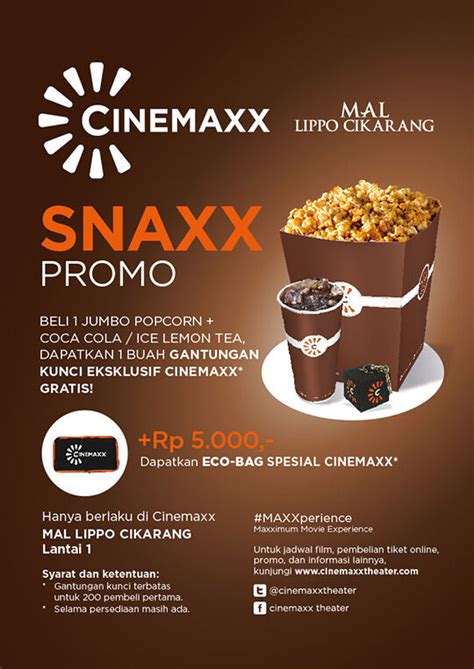 CINEMAXX
MAL
LIPPO CIKARANG
SNAXX
PROMO
BELI 1 JUMBO POPCORN +
COCA COLA / ICE LEMON TEA,
DAPATKAN 1 BUAH GANTUNGAN
KUNCI EKSKLUSIF CINEMAXX*
GRATIS!
C
CINEMAXX
+Rp 5.000,-
Dapatkan ECO-BAG SPESIAL CINEMAXX*
Hanya berlaku di Cinemaxx
MAL LIPPO CIKARANG
Lantai 1
Syarat dan ketentuan:
* Gantungan kunci terbatas
untuk 200 pembeli pertama.
* Selama persediaan masih ada.
#MAXXperience
Maxximum Movie Experience
Untuk jadwal film, pembelian tiket online,
promo, dan informasi lainnya,
kunjungi www.cinemaxxtheater.com
@cinemaxxtheater
cinemaxx theater